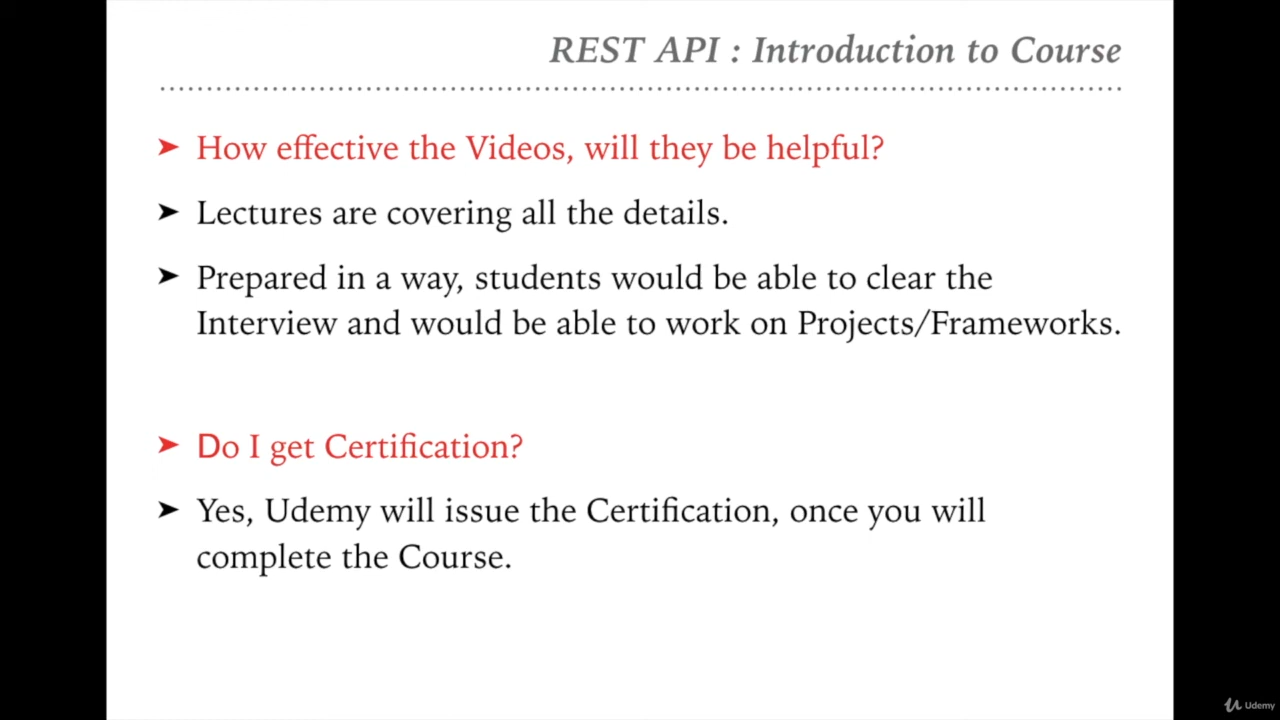 REST API : Introduction to Course
➤ How effective the Videos, will they be helpful?
➤ Lectures are covering all the details.
➤ Prepared in a way, students would be able to clear the
Interview and would be able to work on Projects/Frameworks.
➤ Do I get Certification?
➤ Yes, Udemy will issue the Certification, once you will
complete the Course.
Udemy